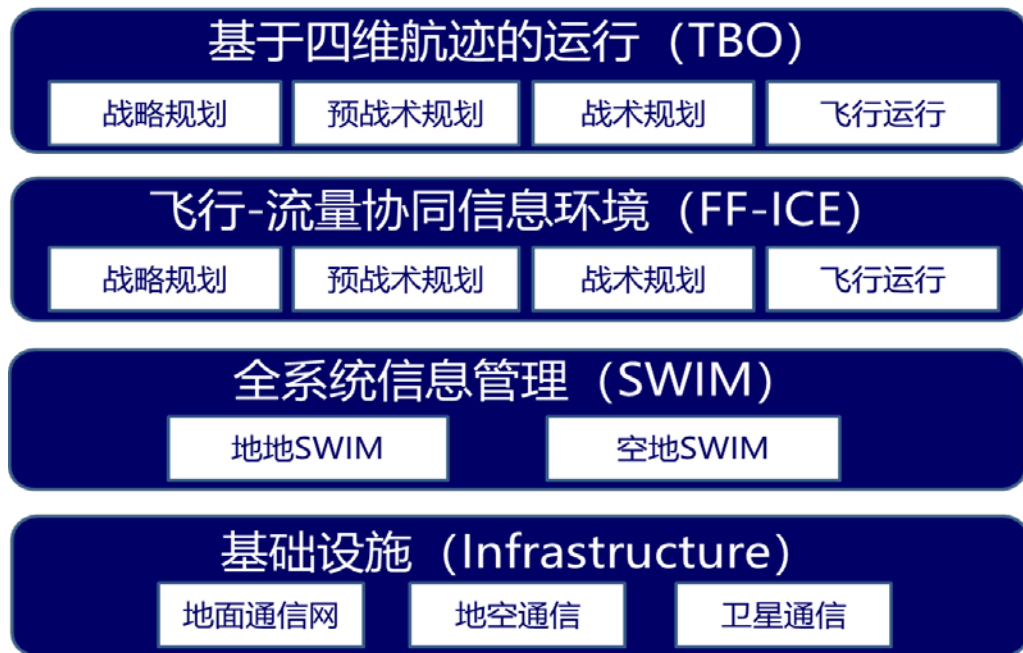 基于四维航迹的运行（TBO）
战略规划 预战术规划 战术规划 飞行运行
飞行-流量协同信息环境（FF-ICE）
战略规划 预战术规划 战术规划 飞行运行
全系统信息管理（SWIM）
地地SWIM 空地SWIM
基础设施（Infrastructure）
地面通信网 地空通信 卫星通信